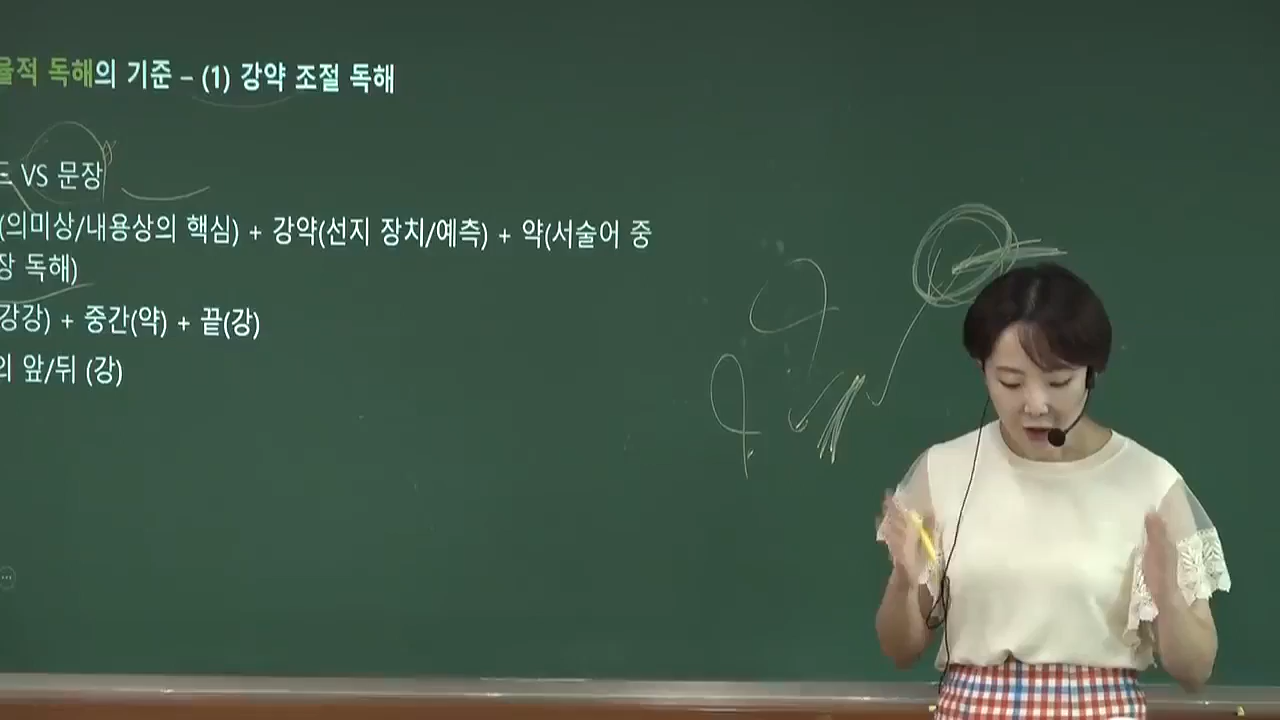 율적 독해의 기준 – (1) 강약 조절 독해
VS 문장
(의미상/내용상의 핵심) + 강약(선지 장치/예측) + 약(서술어 중
장 독해)
강강) + 중간(약) + 끝(강)
의 앞/뒤 (강)